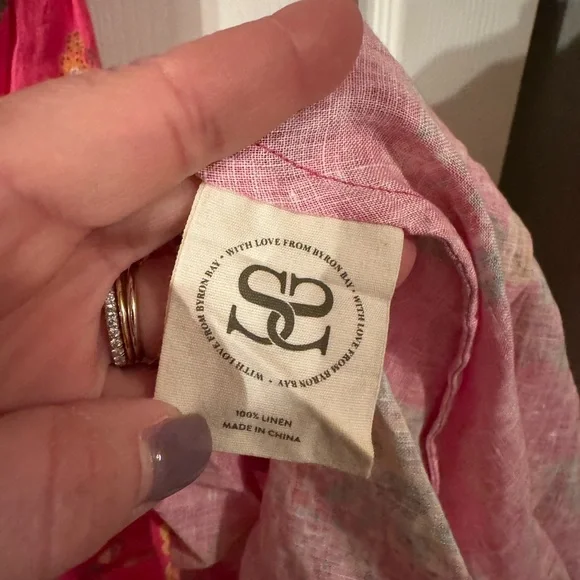 WITH LOVE FROM BYRON BAY • WITH LOVE FROM BYRON BAY • WITH LOVE FROM BYRON BAY •
100% LINEN
MADE IN CHINA